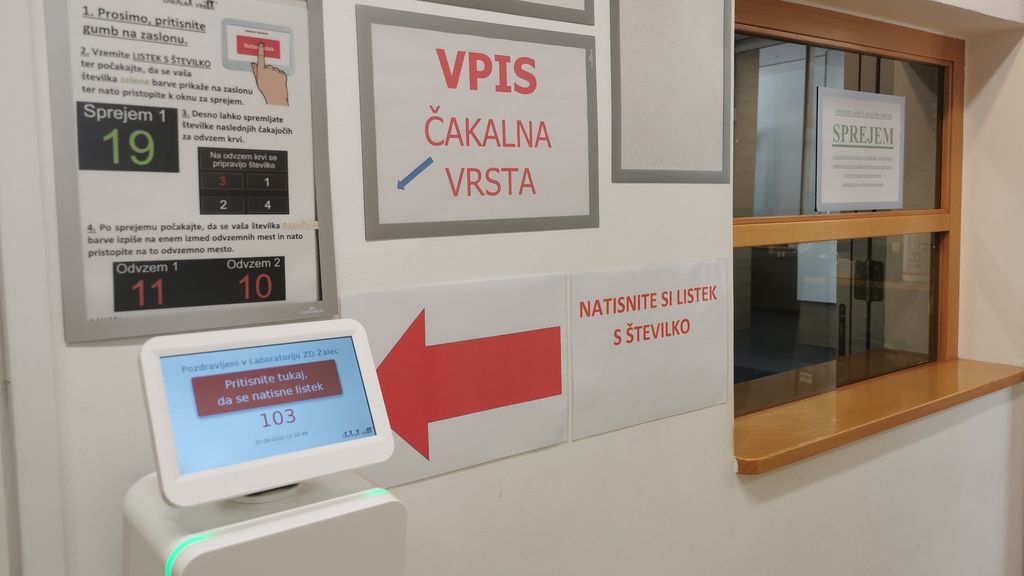 1. Prosimo, pritisnite
gumb na zaslonu.
2. Vzemite LISTEK S ŠTEVILKO
ter počakajte, da se vaša
številka zelene barve prikaže na zaslonu
ter nato pristopite k oknu za sprejem.
Sprejem 1
19
3. Desno lahko spremljate
številke naslednjih čakajočih
za odvzem krvi.
Na odvzem krvi se
pripravijo številke
3 1
2 4
4. Po sprejemu počakajte, da se vaša številka ORANŽNE
barve izpiše na enem izmed odvzemnih mest in nato
pristopite na to odvzemno mesto.
Odvzem 1 Odvzem 2
11 10
VPIS
ČAKALNA
VRSTA
SPREJEM
NATISNITE SI LISTEK
S ŠTEVILKO
Pozdravljeni v Laboratoriju ZD Žalec
Pritisnite tukaj,
da se natisne listek
103